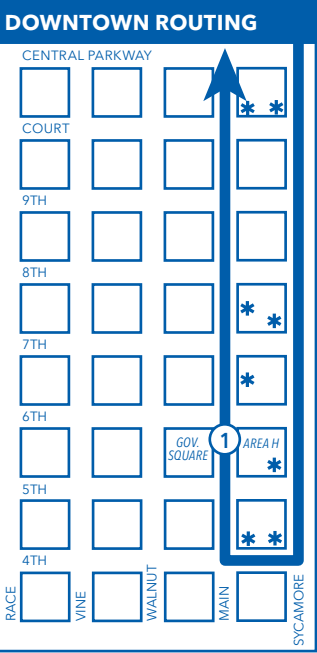 DOWNTOWN ROUTING
CENTRAL PARKWAY
COURT
9TH
8TH
7TH
6TH
GOV.
SQUARE
1
AREA H
5TH
4TH
RACE
VINE
WALNUT
MAIN
SYCAMORE